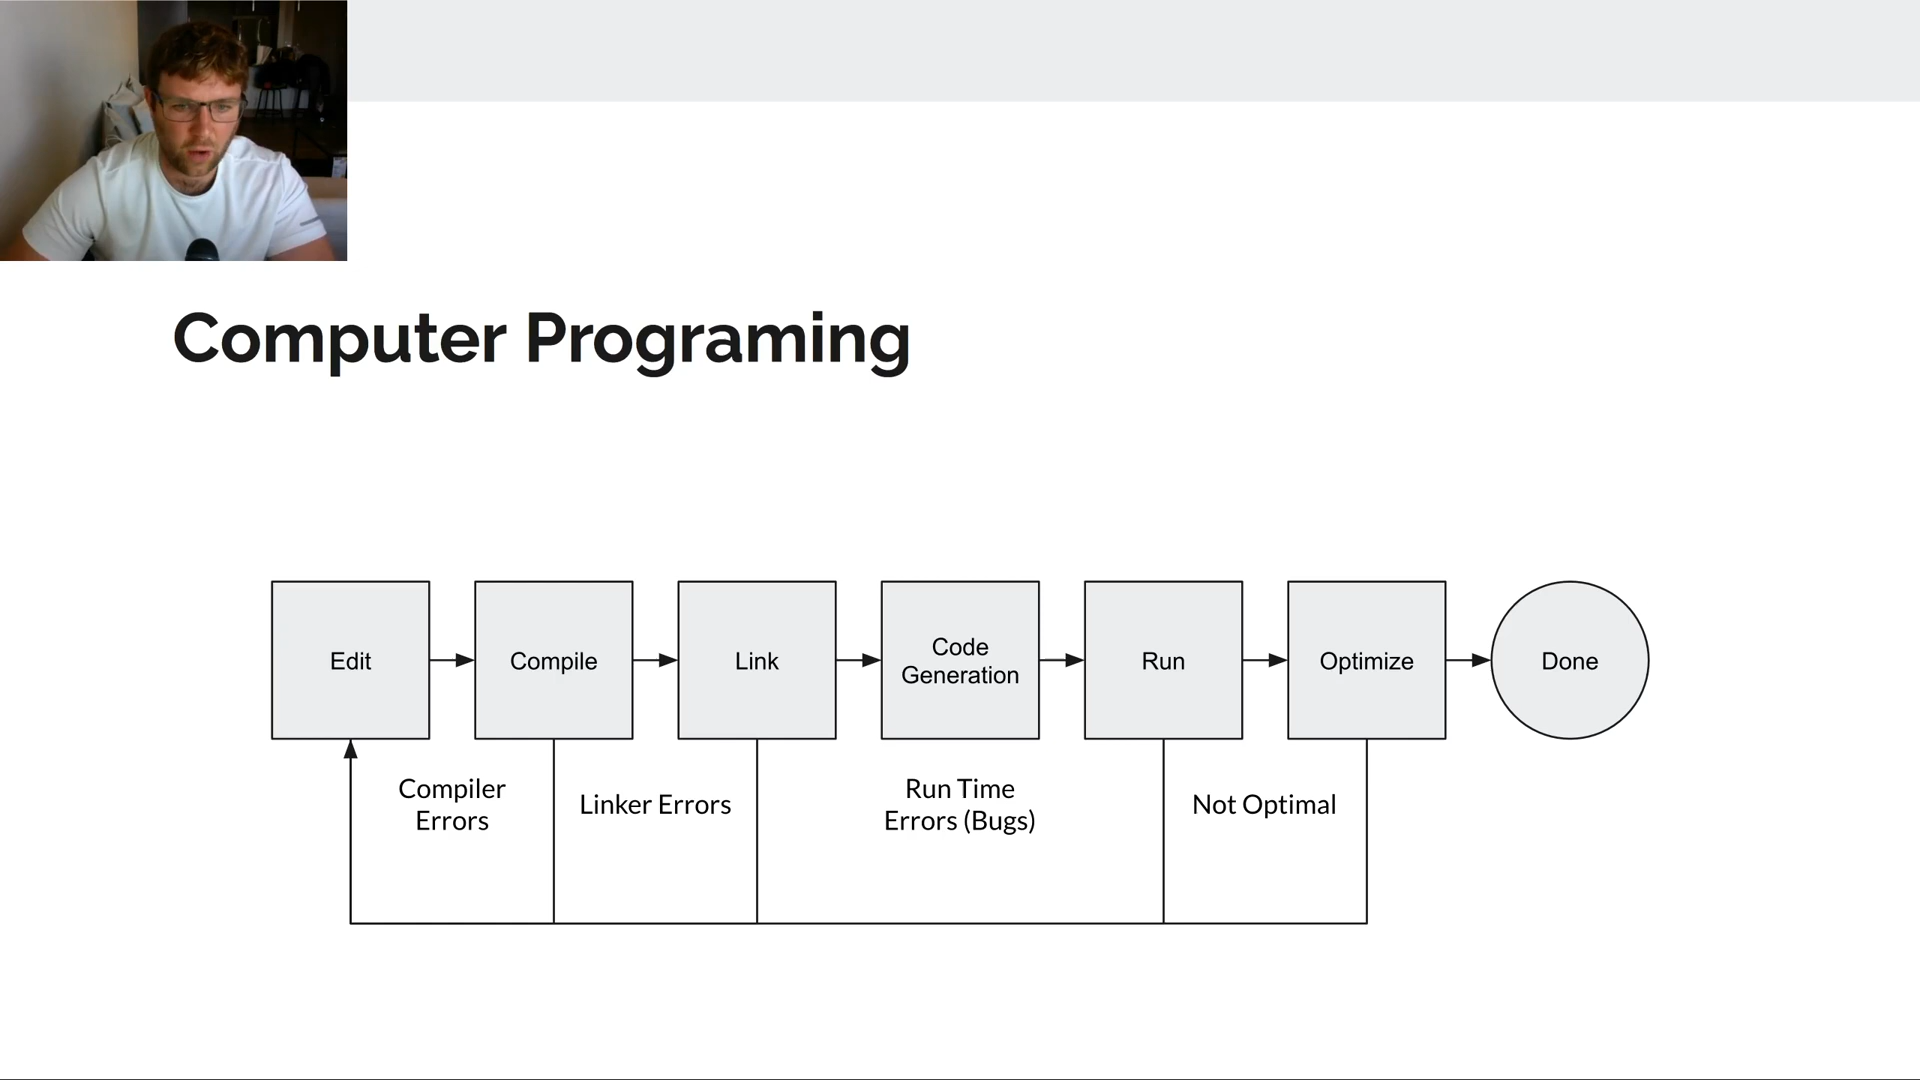 Computer Programing
Edit
Compile
Link
Code
Generation
Run
Optimize
Done
Compiler
Errors
Linker Errors
Run Time
Errors (Bugs)
Not Optimal